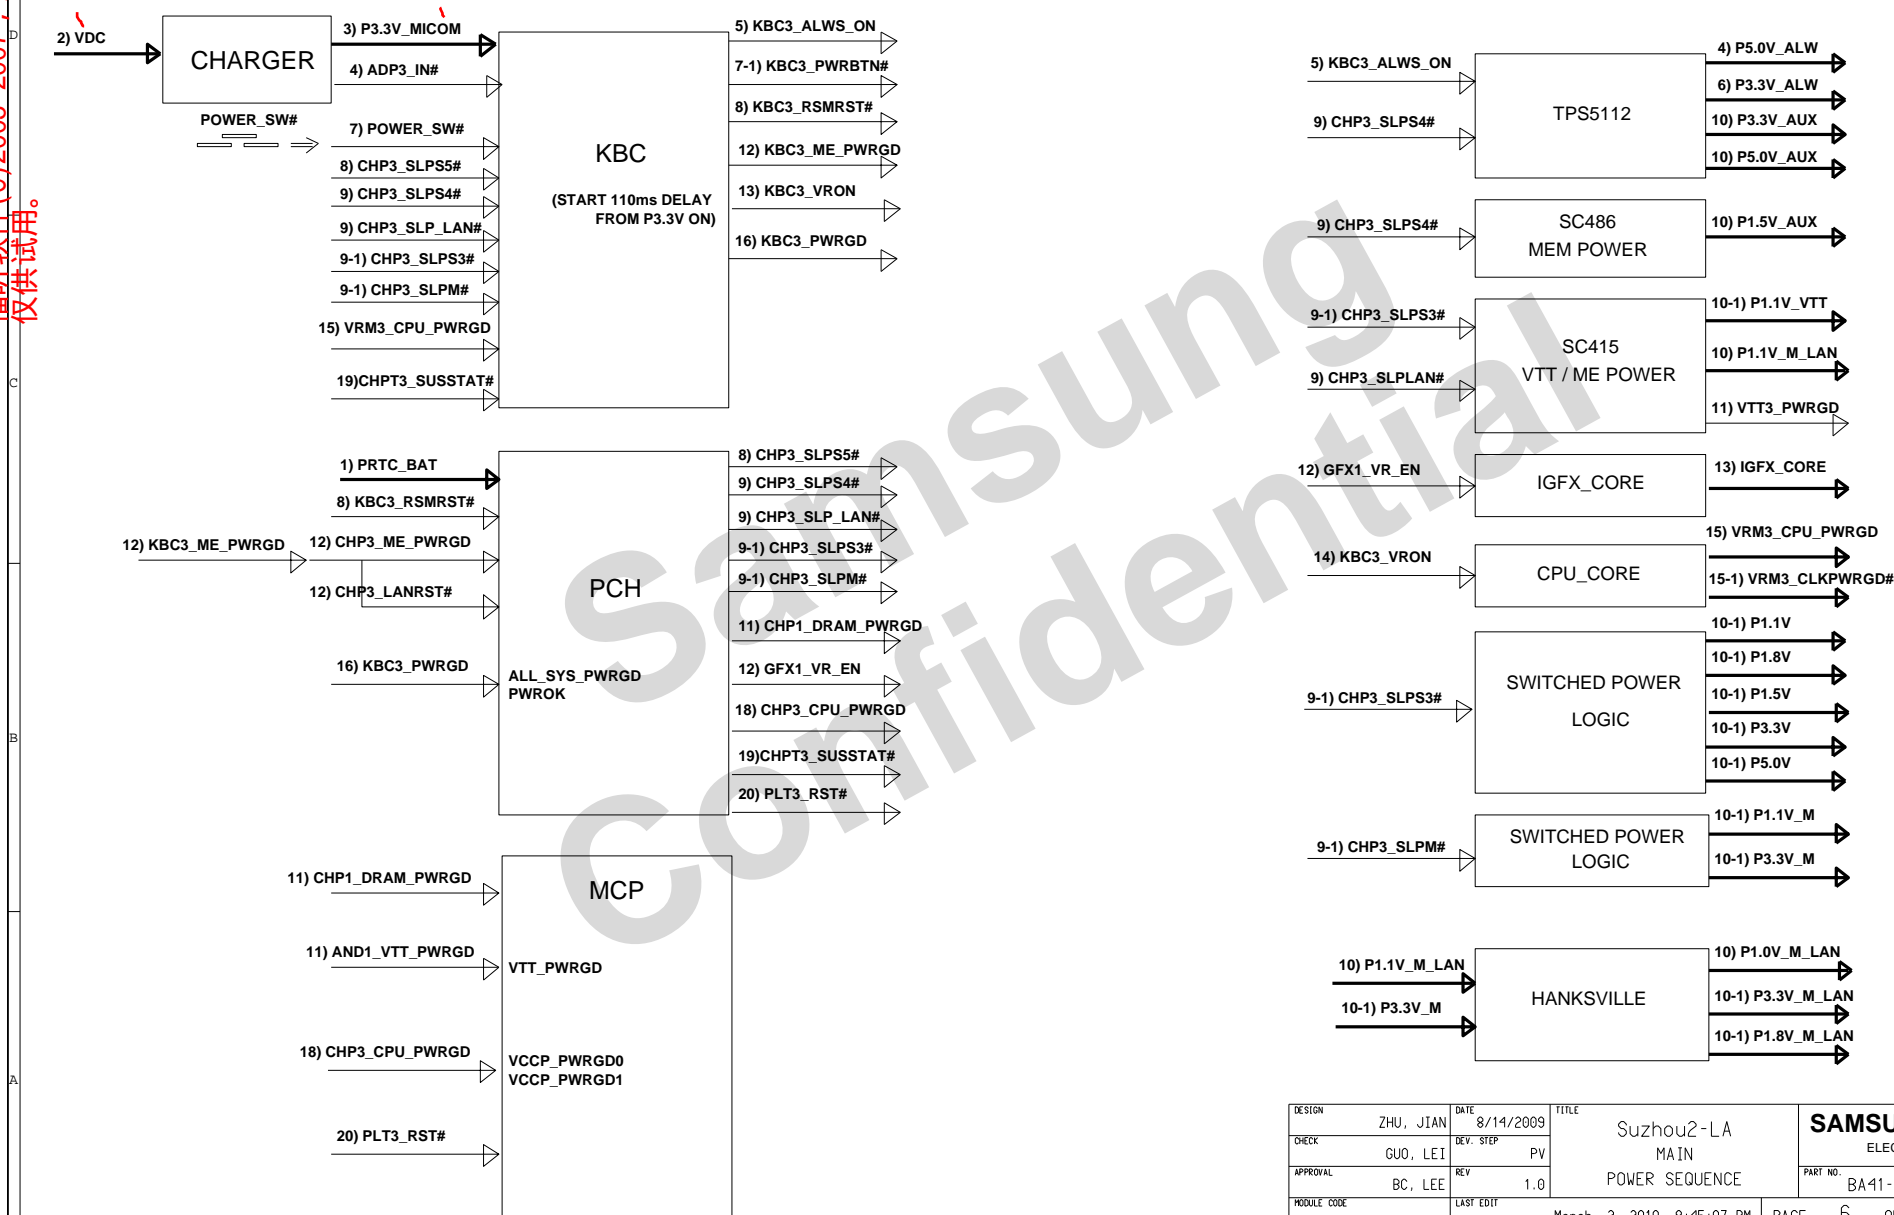 D
2) VDC
CHARGER
POWER_SW#
3) P3.3V_MICOM
4) ADP3_IN#
7) POWER_SW#
8) CHP3_SLPS5#
9) CHP3_SLPS4#
9) CHP3_SLP_LAN#
9-1) CHP3_SLPS3#
9-1) CHP3_SLPM#
15) VRM3_CPU_PWRGD
19)CHPT3_SUSSTAT#
KBC
(START 110ms DELAY
FROM P3.3V ON)
5) KBC3_ALWS_ON
7-1) KBC3_PWRBTN#
8) KBC3_RSMRST#
12) KBC3_ME_PWRGD
13) KBC3_VRON
16) KBC3_PWRGD
仅供试用。
C
1) PRTC_BAT
8) KBC3_RSMRST#
12) KBC3_ME_PWRGD
12) CHP3_ME_PWRGD
12) CHP3_LANRST#
16) KBC3_PWRGD
PCH
ALL_SYS_PWRGD
PWROK
8) CHP3_SLPS5#
9) CHP3_SLPS4#
9) CHP3_SLP_LAN#
9-1) CHP3_SLPS3#
9-1) CHP3_SLPM#
11) CHP1_DRAM_PWRGD
12) GFX1_VR_EN
18) CHP3_CPU_PWRGD
19)CHPT3_SUSSTAT#
20) PLT3_RST#
B
MCP
11) CHP1_DRAM_PWRGD
11) AND1_VTT_PWRGD
VTT_PWRGD
18) CHP3_CPU_PWRGD
VCCP_PWRGD0
VCCP_PWRGD1
20) PLT3_RST#
A
Samsung
Confidential
5) KBC3_ALWS_ON
9) CHP3_SLPS4#
TPS5112
4) P5.0V_ALW
6) P3.3V_ALW
10) P3.3V_AUX
10) P5.0V_AUX
9) CHP3_SLPS4#
SC486
MEM POWER
10) P1.5V_AUX
9-1) CHP3_SLPS3#
9) CHP3_SLPLAN#
SC415
VTT / ME POWER
10-1) P1.1V_VTT
10) P1.1V_M_LAN
11) VTT3_PWRGD
12) GFX1_VR_EN
IGFX_CORE
13) IGFX_CORE
14) KBC3_VRON
CPU_CORE
15) VRM3_CPU_PWRGD
15-1) VRM3_CLKPWRGD#
9-1) CHP3_SLPS3#
SWITCHED POWER
LOGIC
10-1) P1.1V
10-1) P1.8V
10-1) P1.5V
10-1) P3.3V
10-1) P5.0V
9-1) CHP3_SLPM#
SWITCHED POWER
LOGIC
10-1) P1.1V_M
10-1) P3.3V_M
10) P1.1V_M_LAN
10-1) P3.3V_M
HANKSVILLE
10) P1.0V_M_LAN
10-1) P3.3V_M_LAN
10-1) P1.8V_M_LAN
DESIGN ZHU, JIAN
DATE 8/14/2009
CHECK GUO, LEI
DEV. STEP PV
APPROVAL BC, LEE
REV 1.0
MODULE CODE
LAST EDIT
TITLE
Suzhou2-LA
MAIN
POWER SEQUENCE
SAMSU
ELEC
PART NO. BA41-
PAGE 6